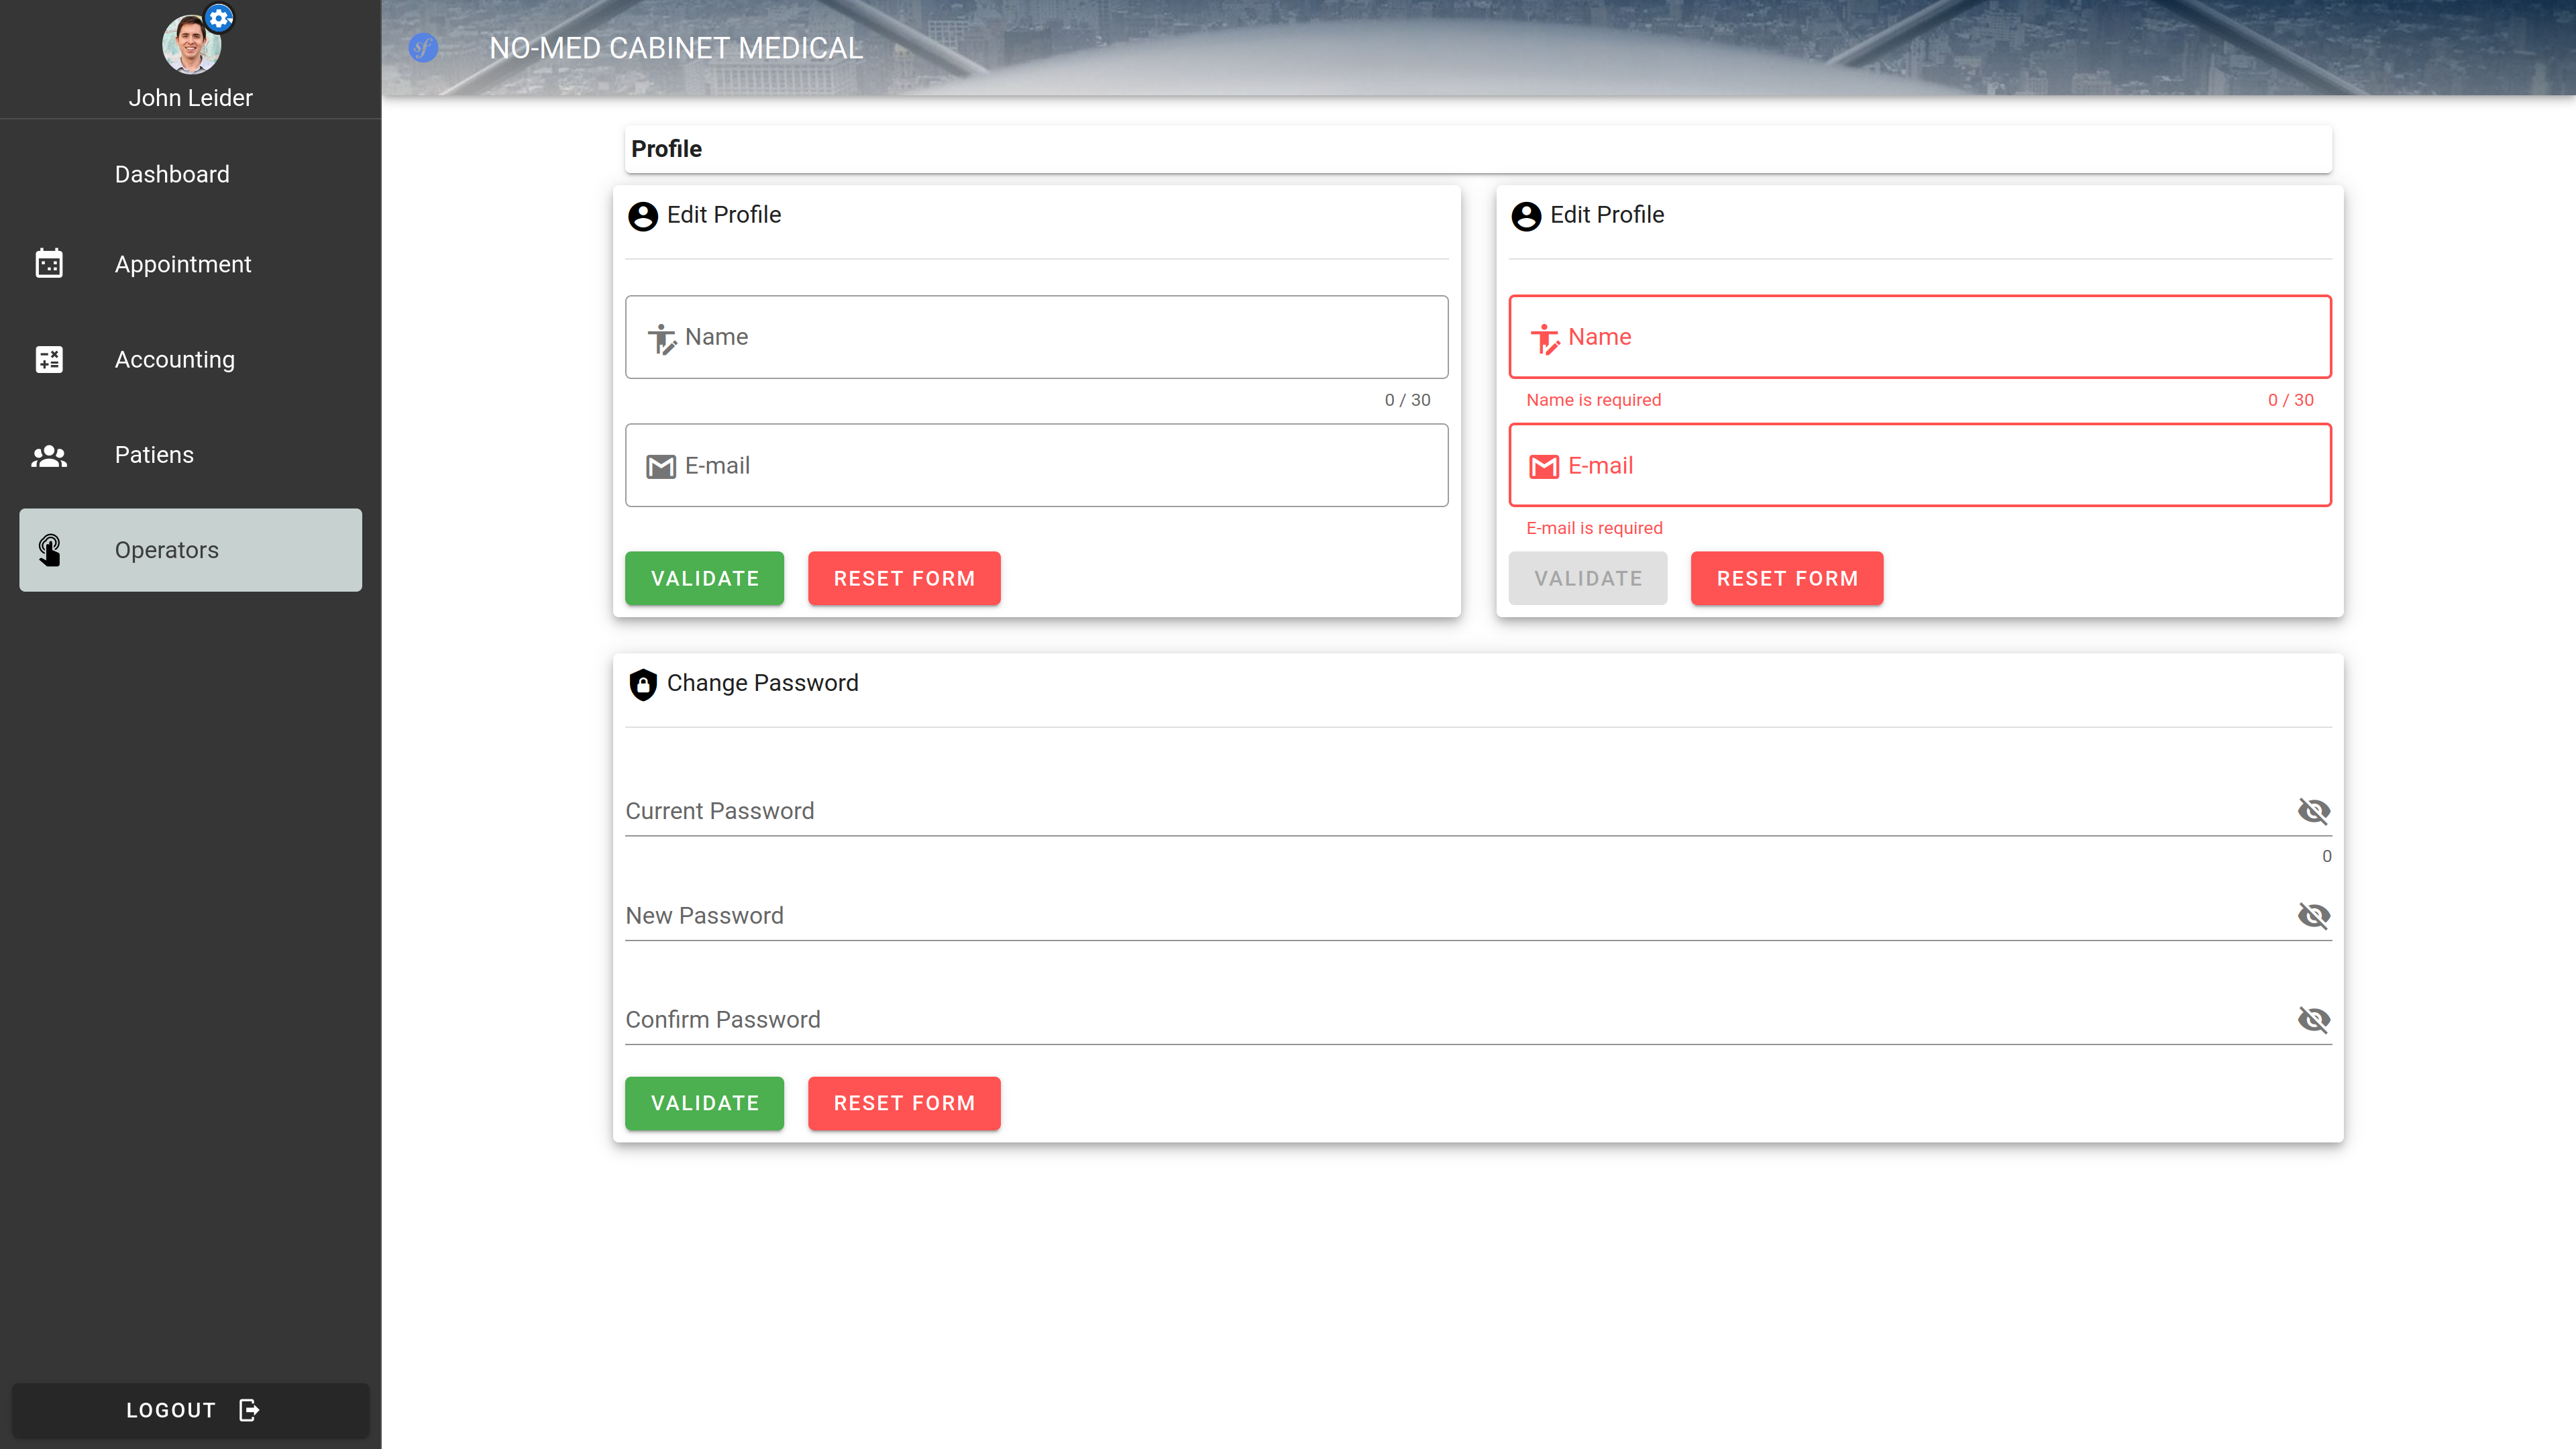 John Leider
Dashboard
Appointment
Accounting
Patiens
Operators
LOGOUT
sf
NO-MED CABINET MEDICAL
Profile
Edit Profile
Name
0 / 30
E-mail
VALIDATE RESET FORM
Edit Profile
Name
Name is required 0 / 30
E-mail
E-mail is required
VALIDATE RESET FORM
Change Password
Current Password
0
New Password
Confirm Password
VALIDATE RESET FORM